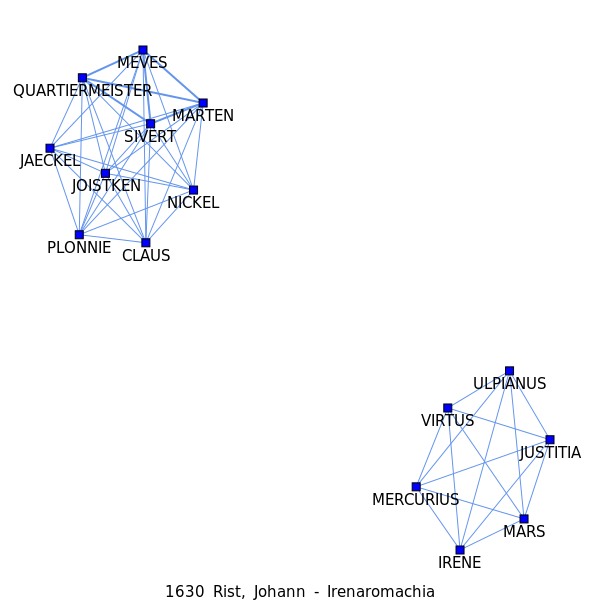 MEVES
QUARTIERMEISTER
MARTEN
SIVERT
JAECKEL
JOISTKEN
NICKEL
PLONNIE
CLAUS
ULPIANUS
VIRTUS
JUSTITIA
MERCURIUS
MARS
IRENE
1630 Rist, Johann - Irenaromachia